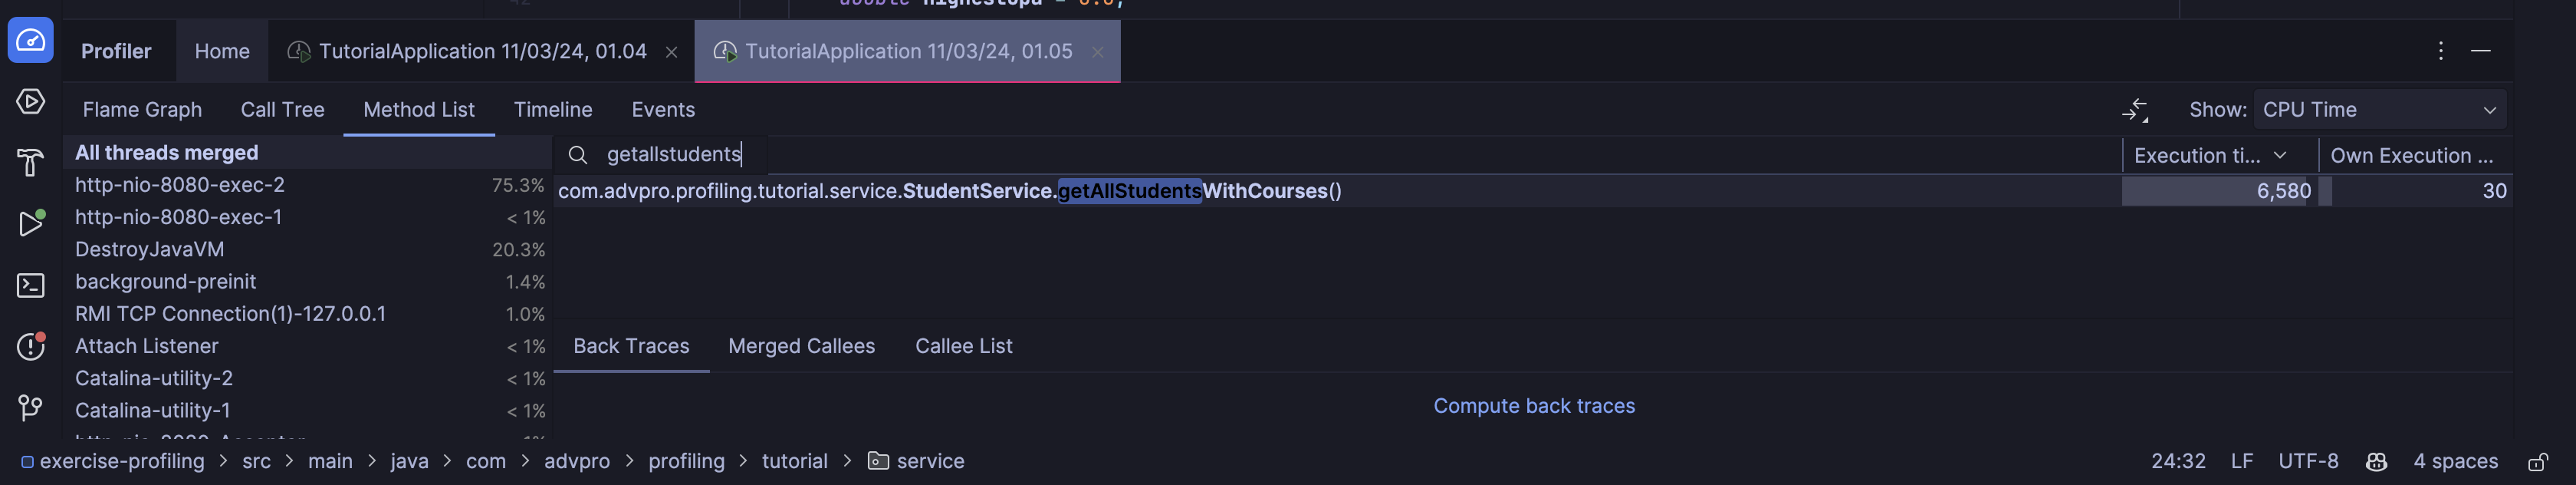 Profiler Home TutorialApplication 11/03/24, 01.04 TutorialApplication 11/03/24, 01.05
Flame Graph Call Tree Method List Timeline Events Show: CPU Time
All threads merged
http-nio-8080-exec-2 75.3%
http-nio-8080-exec-1 < 1%
DestroyJavaVM 20.3%
background-preinit 1.4%
RMI TCP Connection(1)-127.0.0.1 1.0%
Attach Listener < 1%
Catalina-utility-2 < 1%
Catalina-utility-1 < 1%
getallstudents Execution ti... Own Execution ...
com.advpro.profiling.tutorial.service.StudentService.getAllStudentsWithCourses() 6,580 30
Back Traces Merged Callees Callee List
Compute back traces
exercise-profiling > src > main > java > com > advpro > profiling > tutorial > service 24:32 LF UTF-8 4 spaces